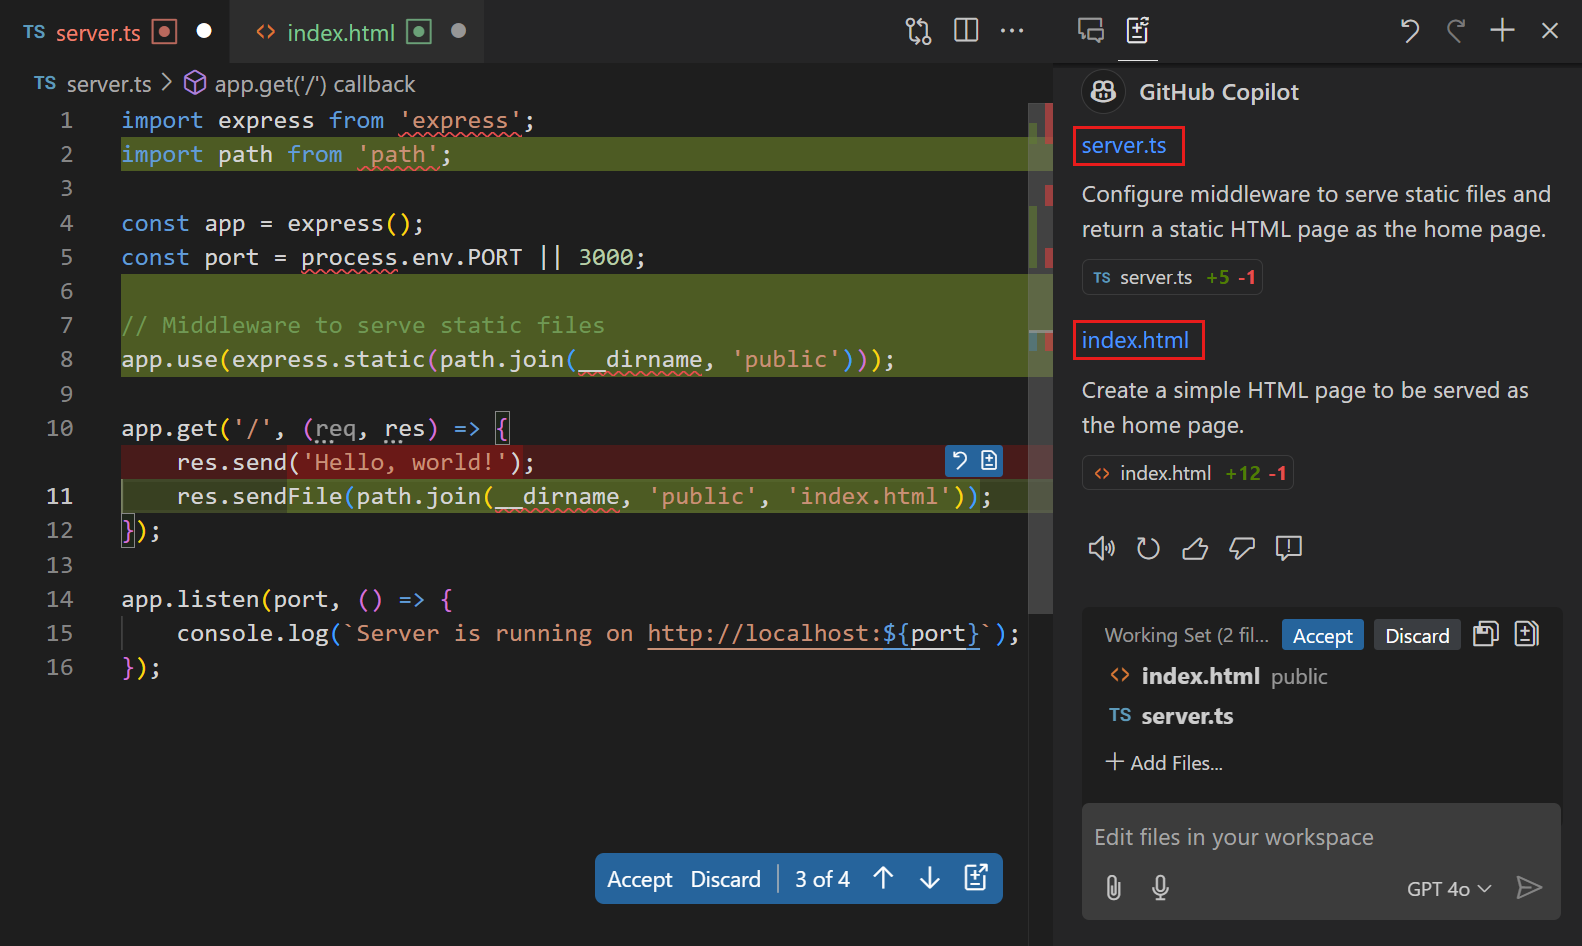 TS server.ts
index.html
TS server.ts > app.get('/') callback
1 import express from 'express';
2 import path from 'path';
3
4 const app = express();
5 const port = process.env.PORT || 3000;
6
7 // Middleware to serve static files
8 app.use(express.static(path.join(__dirname, 'public')));
9
10 app.get('/', (req, res) => {
res.send('Hello, world!');
11 res.sendFile(path.join(__dirname, 'public', 'index.html'));
12 });
13
14 app.listen(port, () => {
15 console.log(`Server is running on http://localhost:${port}`);
16 });
Accept Discard 3 of 4
GitHub Copilot
server.ts
Configure middleware to serve static files and
return a static HTML page as the home page.
TS server.ts +5 -1
index.html
Create a simple HTML page to be served as
the home page.
index.html +12 -1
Working Set (2 fil... Accept Discard
index.html public
TS server.ts
+ Add Files...
Edit files in your workspace
GPT 4o